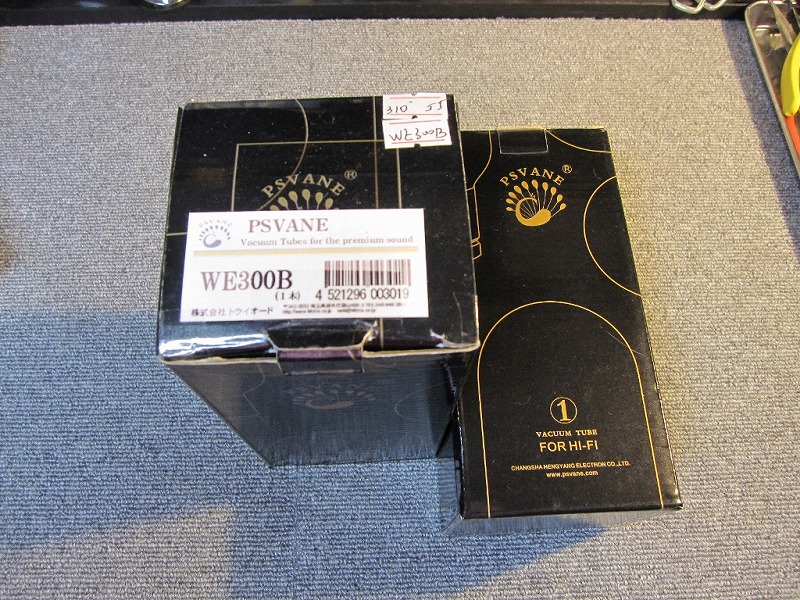 310 55
WE300B
PSVANE ®
PSVANE
PSVANE
Vacuum Tubes for the premium sound
WE300B
(1本)
4 521296 003019
株式会社トライオード
PSVANE ®
1
VACUUM TUBE
FOR HI-FI
CHANGSHA HENGYANG ELECTRON CO.,LTD.
www.psvane.com
PSVANE